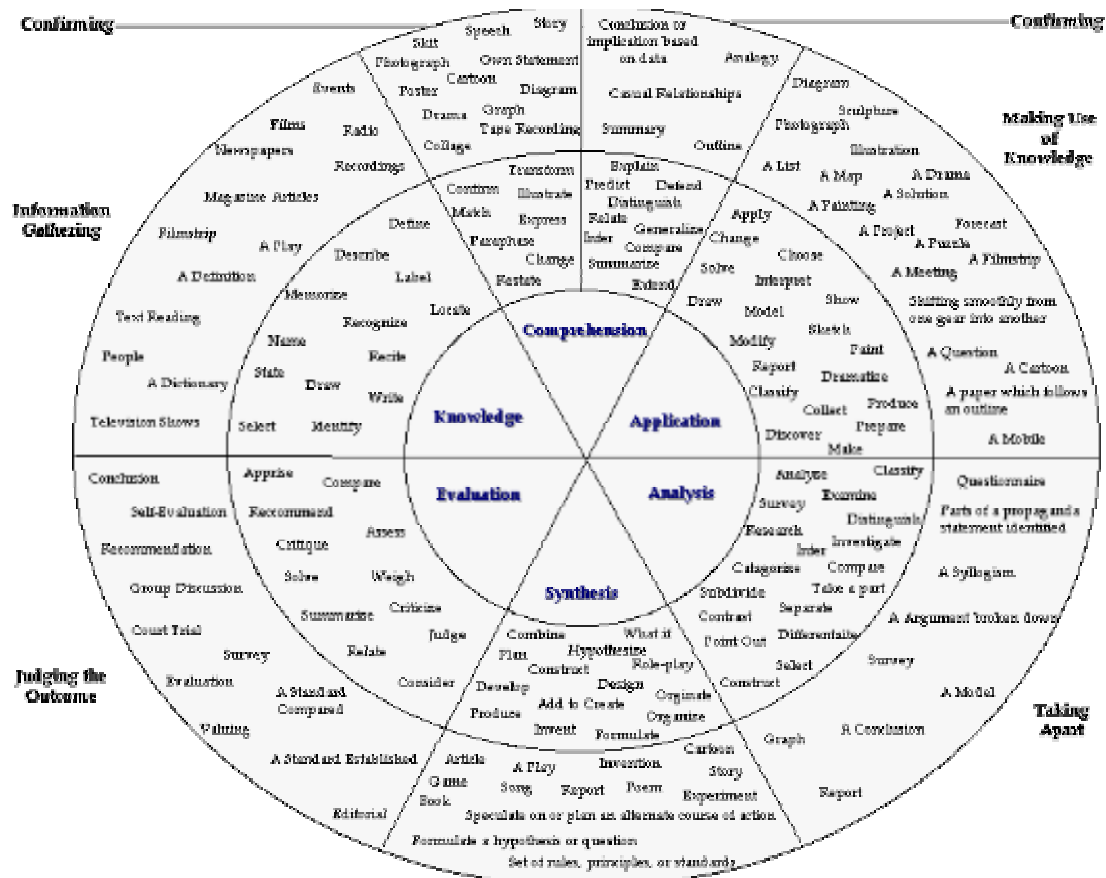 Confirming
Confirming
Information
Gathering
Making Use
of
Knowledge
Judging the
Outcome
Taking
Apart
Knowledge
Comprehension
Application
Analysis
Synthesis
Evaluation
Events
Films
Radio
Newspapers
Recordings
Magazine Articles
Filmstrip
A Play
A Definition
Text Reading
People
A Dictionary
Television Shows
Define
Describe
Label
Memorize
Locate
Recognize
Name
Recite
State
Draw
Write
Select
Identify
Story
Speech
Skit
Photograph
Own Statement
Cartoon
Poster
Diagram
Graph
Drama
Tape Recording
Collage
Transform
Confirm
Illustrate
Match
Express
Paraphase
Change
Restate
Conclusion or
implication based
on data
Analogy
Casual Relationships
Summary
Outline
Explain
Predict
Defend
Distinguish
Relate
Generalize
Infer
Compare
Summarize
Extend
Diagram
Sculpture
Photograph
Illustration
A List
A Map
A Drama
A Solution
A Painting
Forecast
A Project
A Puzzle
A Filmstrip
A Meeting
Shifting smoothly from
one gear into another
A Question
A Cartoon
A paper which follows
an outline
A Mobile
Apply
Change
Choose
Solve
Interpret
Draw
Model
Show
Sketch
Modify
Paint
Report
Dramatize
Classify
Produce
Collect
Prepare
Discover
Make
Analyze
Classify
Survey
Examine
Distinguish
Research
Investigate
Infer
Catagorize
Compare
Subdivide
Take a part
Separate
Contrast
Point Out
Differentaite
Select
Construct
Questionnaire
Parts of a propaganda
statement identified
A Syllogism
A Argument broken down
Survey
A Model
A Conclusion
Graph
Report
Combine
What if
Plan
Hypothesize
Construct
Role-play
Develop
Design
Orginate
Add to Create
Produce
Organize
Invent
Formulate
Cartoon
Article
Invention
A Play
Story
Game
Song
Report
Poem
Experiment
Book
Speculate on or plan an alternate course of action
Formulate a hypothesis or question
Set of rules, principles, or standards
Apprise
Compare
Reccommend
Assess
Critique
Solve
Weigh
Summarize
Criticize
Judge
Relate
Consider
Conclusion
Self-Evaluation
Recommendation
Group Discussion
Court Trial
Survey
Evaluation
A Standard
Compared
Valuing
A Standard Established
Editorial